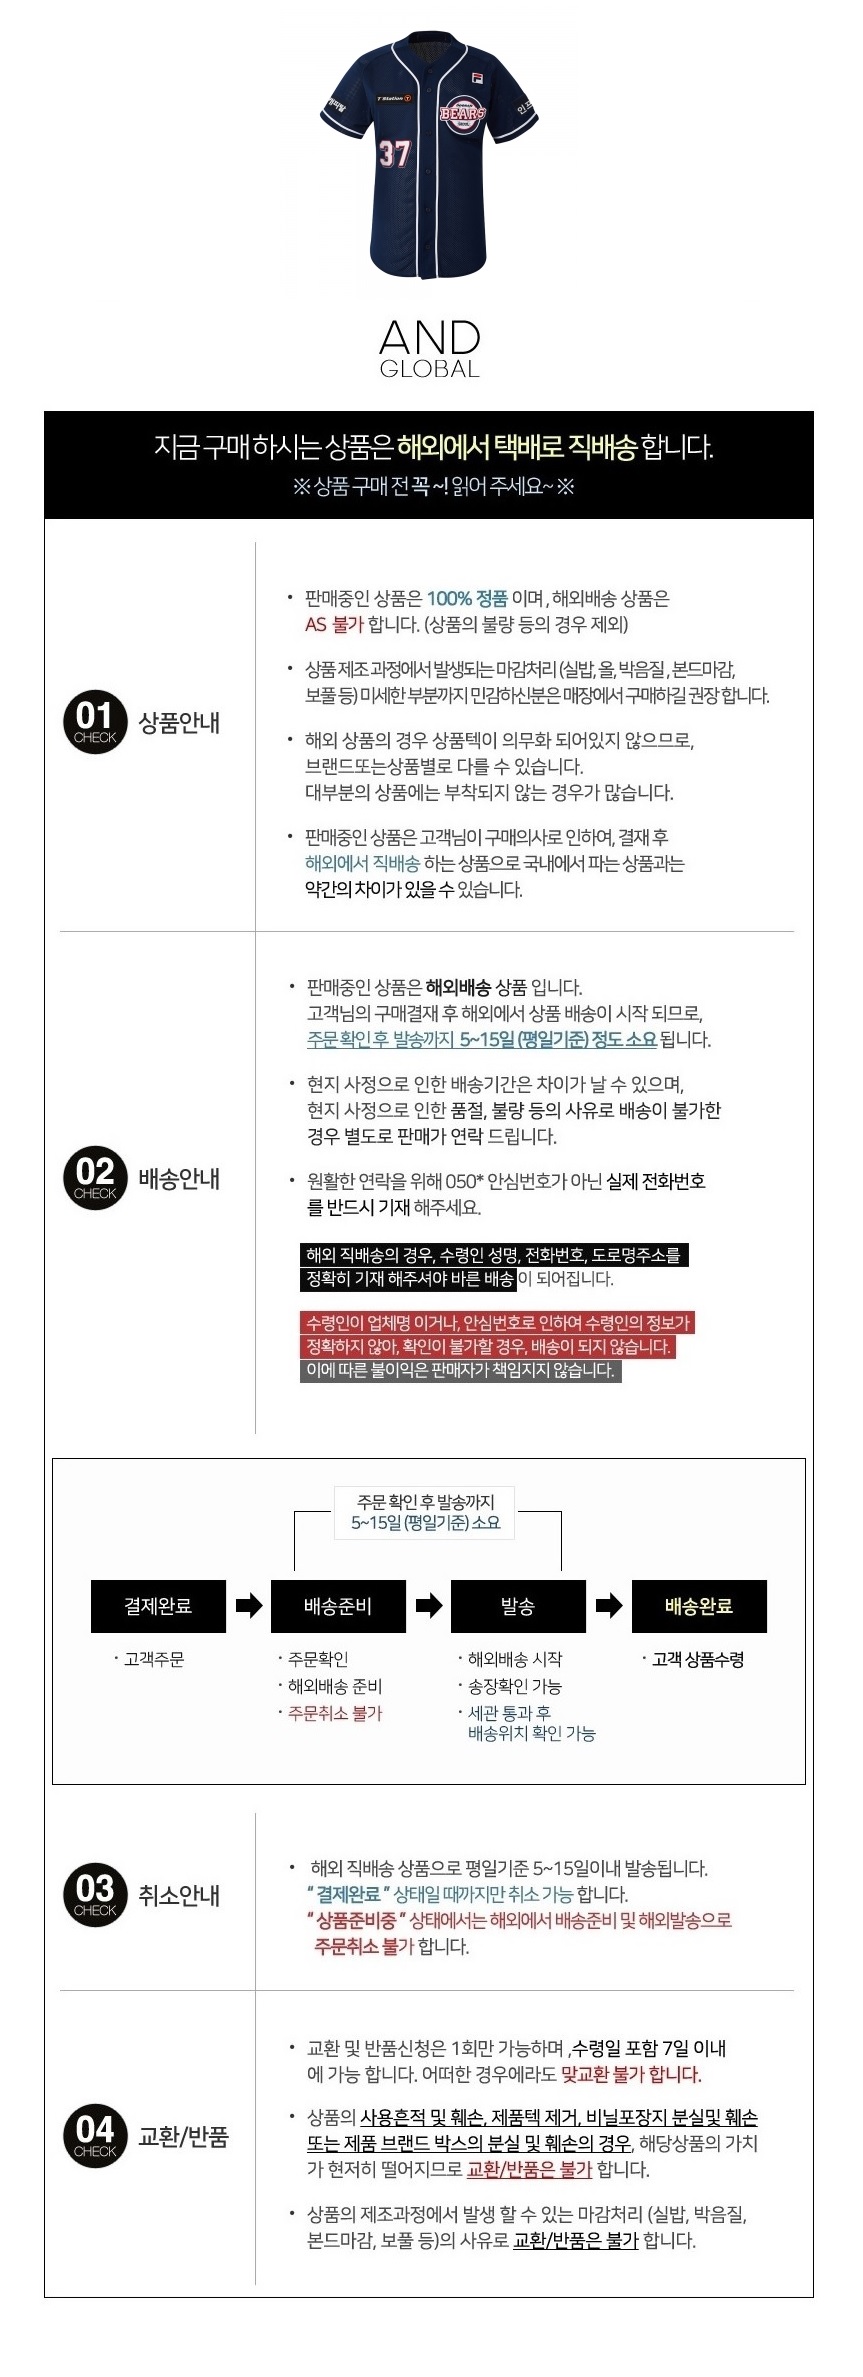 T Station T
BEARS
37
AND
GLOBAL
지금 구매 하시는 상품은 해외에서 택배로 직배송 합니다.
※ 상품 구매 전 꼭 ~! 읽어 주세요~ ※
01
CHECK
상품안내
• 판매중인 상품은 100% 정품 이며 , 해외배송 상품은
AS 불가 합니다. (상품의 불량 등의 경우 제외)
• 상품 제조 과정에서 발생되는 마감처리 (실밥, 올, 박음질 , 본드마감,
보풀 등) 미세한 부분까지 민감하신분은 매장에서 구매하길 권장 합니다.
• 해외 상품의 경우 상품텍이 의무화 되어있지 않으므로,
브랜드또는상품별로 다를 수 있습니다.
대부분의 상품에는 부착되지 않는 경우가 많습니다.
• 판매중인 상품은 고객님이 구매의사로 인하여, 결재 후
해외에서 직배송 하는 상품으로 국내에서 파는 상품과는
약간의 차이가 있을 수 있습니다.
02
CHECK
배송안내
• 판매중인 상품은 해외배송 상품 입니다.
고객님의 구매결재 후 해외에서 상품 배송이 시작 되므로,
주문 확인 후 발송까지 5~15일 (평일기준) 정도 소요 됩니다.
• 현지 사정으로 인한 배송기간은 차이가 날 수 있으며,
현지 사정으로 인한 품절, 불량 등의 사유로 배송이 불가한
경우 별도로 판매가 연락 드립니다.
• 원활한 연락을 위해 050* 안심번호가 아닌 실제 전화번호
를 반드시 기재 해주세요.
해외 직배송의 경우, 수령인 성명, 전화번호, 도로명주소를
정확히 기재 해주셔야 바른 배송이 되어집니다.
수령인이 업체명 이거나, 안심번호로 인하여 수령인의 정보가
정확하지 않아, 확인이 불가할 경우, 배송이 되지 않습니다.
이에 따른 불이익은 판매자가 책임지지 않습니다.
주문 확인 후 발송까지
5~15일 (평일기준) 소요
결제완료
배송준비
발송
배송완료
· 고객주문
· 주문확인
· 해외배송 준비
· 주문취소 불가
· 해외배송 시작
· 송장확인 가능
· 세관 통과 후
배송위치 확인 가능
· 고객 상품수령
03
CHECK
취소안내
• 해외 직배송 상품으로 평일기준 5~15일이내 발송됩니다.
“ 결제완료 ” 상태일 때까지만 취소 가능 합니다.
“ 상품준비중 ” 상태에서는 해외에서 배송준비 및 해외발송으로
주문취소 불가 합니다.
04
CHECK
교환/반품
• 교환 및 반품신청은 1회만 가능하며 ,수령일 포함 7일 이내
에 가능 합니다. 어떠한 경우에라도 맞교환 불가 합니다.
• 상품의 사용흔적 및 훼손, 제품텍 제거, 비닐포장지 분실및 훼손
또는 제품 브랜드 박스의 분실 및 훼손의 경우, 해당상품의 가치
가 현저히 떨어지므로 교환/반품은 불가 합니다.
• 상품의 제조과정에서 발생 할 수 있는 마감처리 (실밥, 박음질,
본드마감, 보풀 등)의 사유로 교환/반품은 불가 합니다.